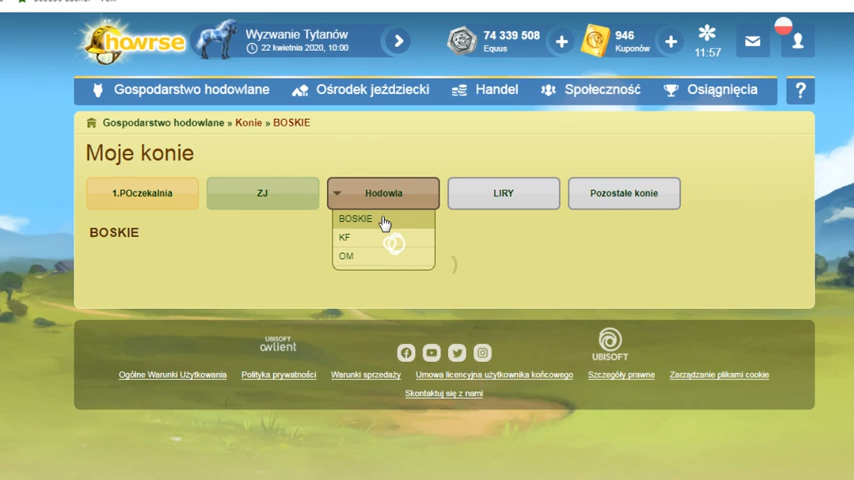 howrse
Wyzwanie Tytanów
22 kwietnia 2020, 10:00
74 339 508
Equus
946
Kuponów
11:57
Gospodarstwo hodowlane
Ośrodek jeździecki
Handel
Społeczność
Osiągnięcia
?
Gospodarstwo hodowlane » Konie » BOSKIE
Moje konie
1.POczekalnia
ZJ
Hodowla
LIRY
Pozostałe konie
BOSKIE
KF
OM
BOSKIE
UBISOFT
owlient
UBISOFT
Ogólne Warunki Użytkowania
Polityka prywatności
Warunki sprzedaży
Umowa licencyjna użytkownika końcowego
Szczegóły prawne
Zarządzanie plikami cookie
Skontaktuj się z nami